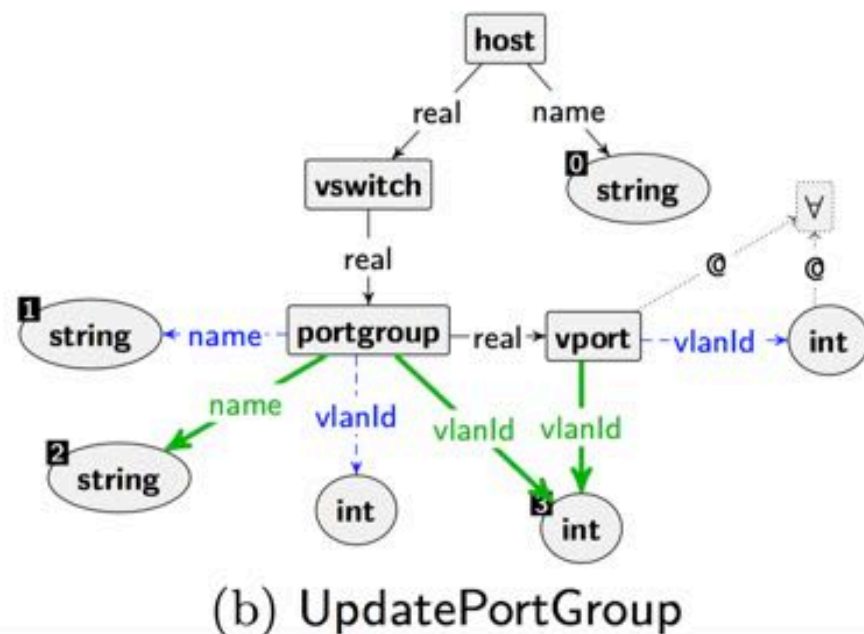 host
real
name
vswitch
0
string
∀
real
@
@
1
string
name
portgroup
real
vport
vlanId
int
name
vlanId
vlanId
vlanId
2
string
int
3
int
(b) UpdatePortGroup